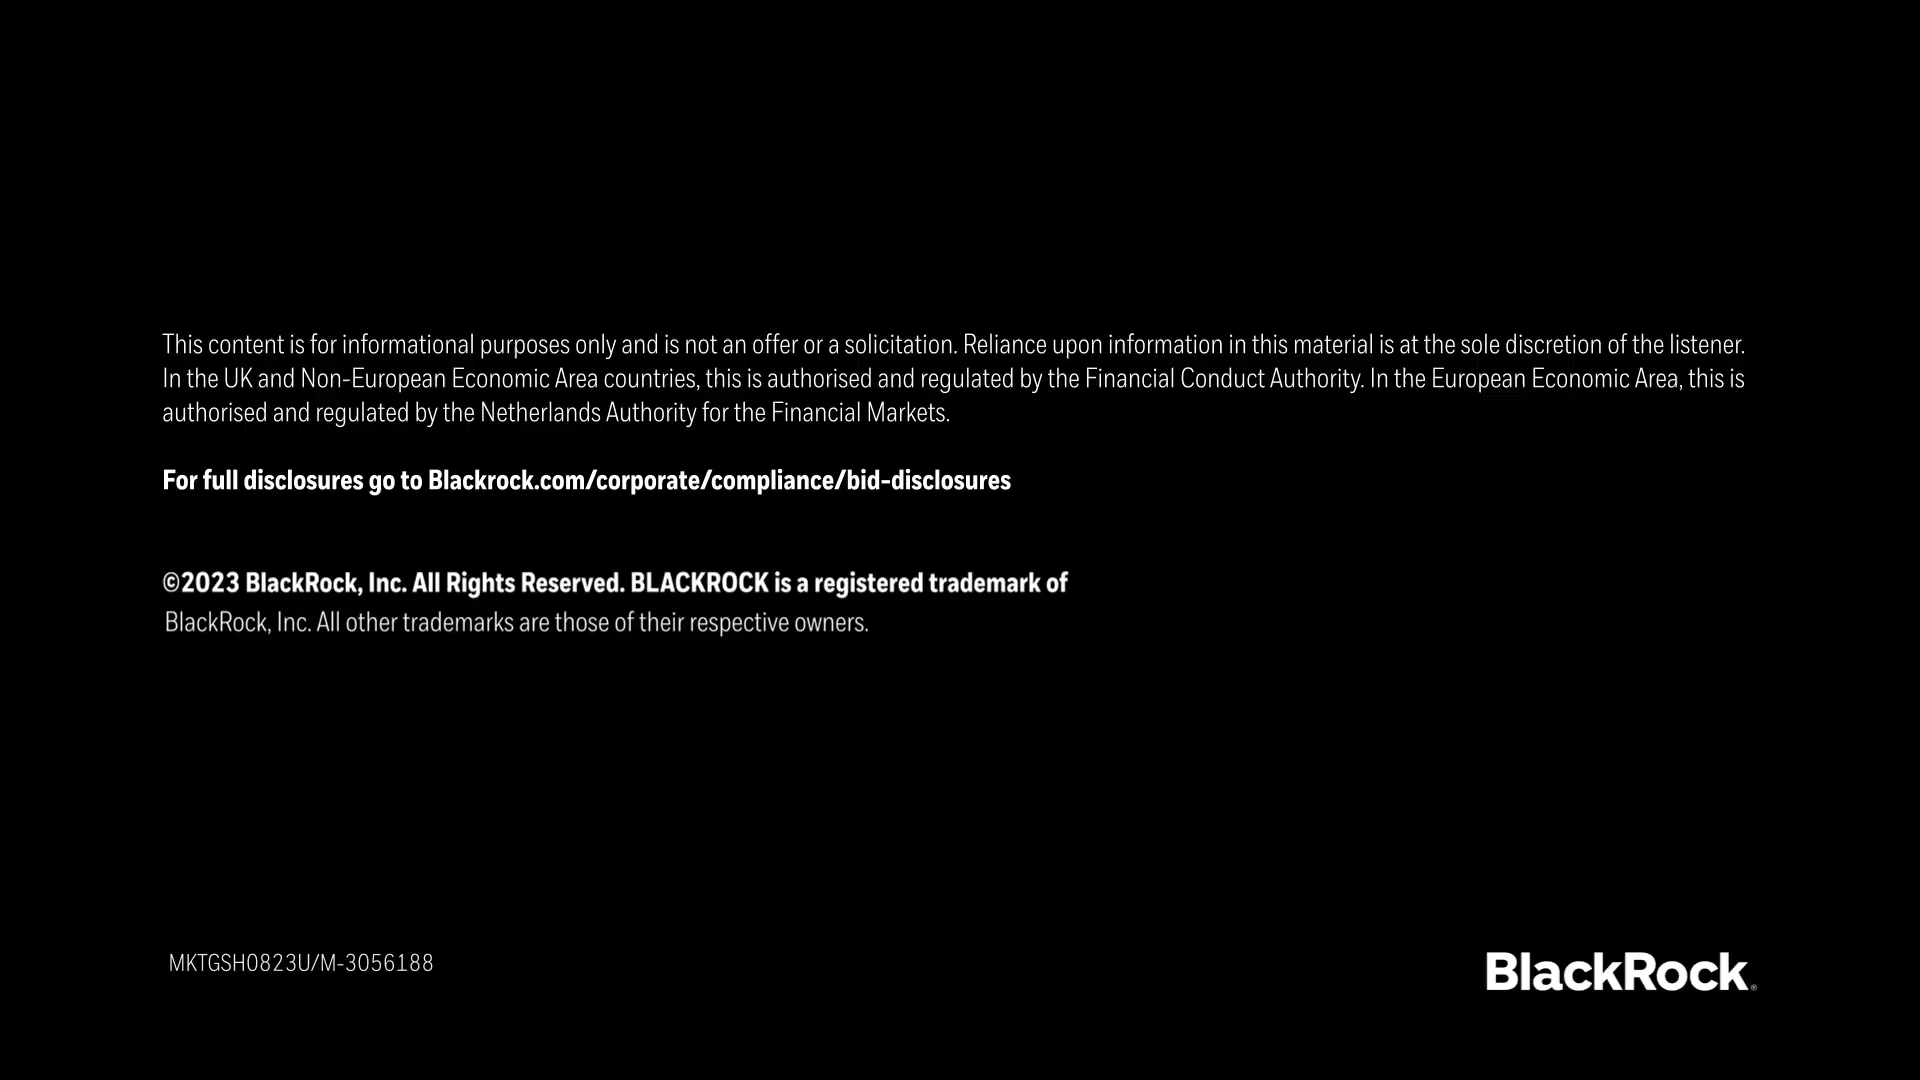 This content is for informational purposes only and is not an offer or a solicitation. Reliance upon information in this material is at the sole discretion of the listener.
In the UK and Non-European Economic Area countries, this is authorised and regulated by the Financial Conduct Authority. In the European Economic Area, this is
authorised and regulated by the Netherlands Authority for the Financial Markets.
For full disclosures go to Blackrock.com/corporate/compliance/bid-disclosures
©2023 BlackRock, Inc. All Rights Reserved. BLACKROCK is a registered trademark of
BlackRock, Inc. All other trademarks are those of their respective owners.
MKTGSH0823U/M-3056188
BlackRock®